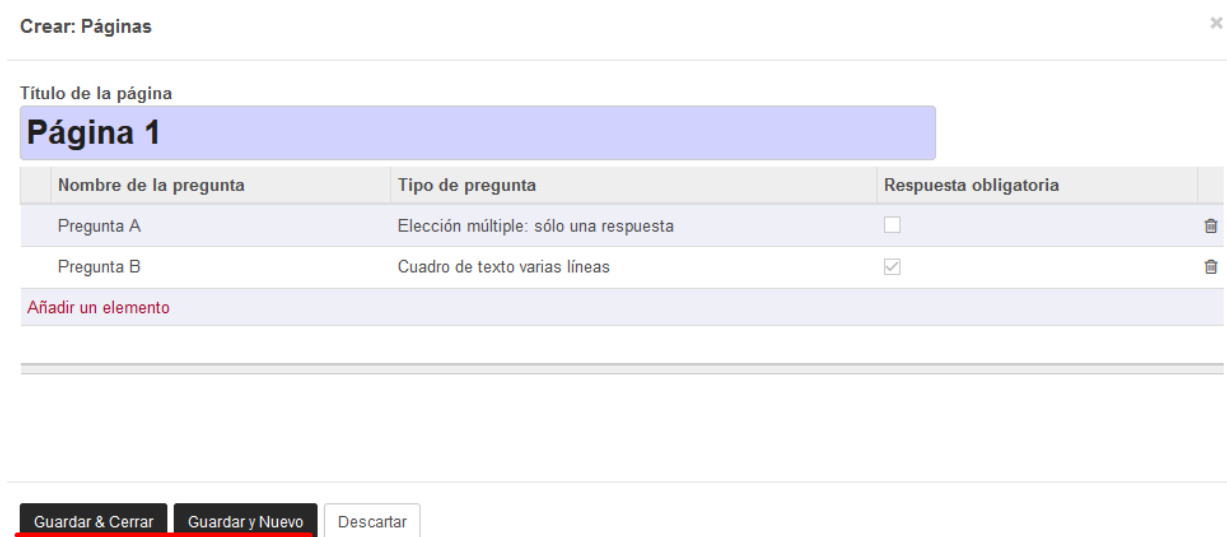 Crear: Páginas
Título de la página
Página 1
Nombre de la pregunta Tipo de pregunta Respuesta obligatoria
Pregunta A Elección múltiple: sólo una respuesta
Pregunta B Cuadro de texto varias líneas
Añadir un elemento
Guardar & Cerrar Guardar y Nuevo Descartar